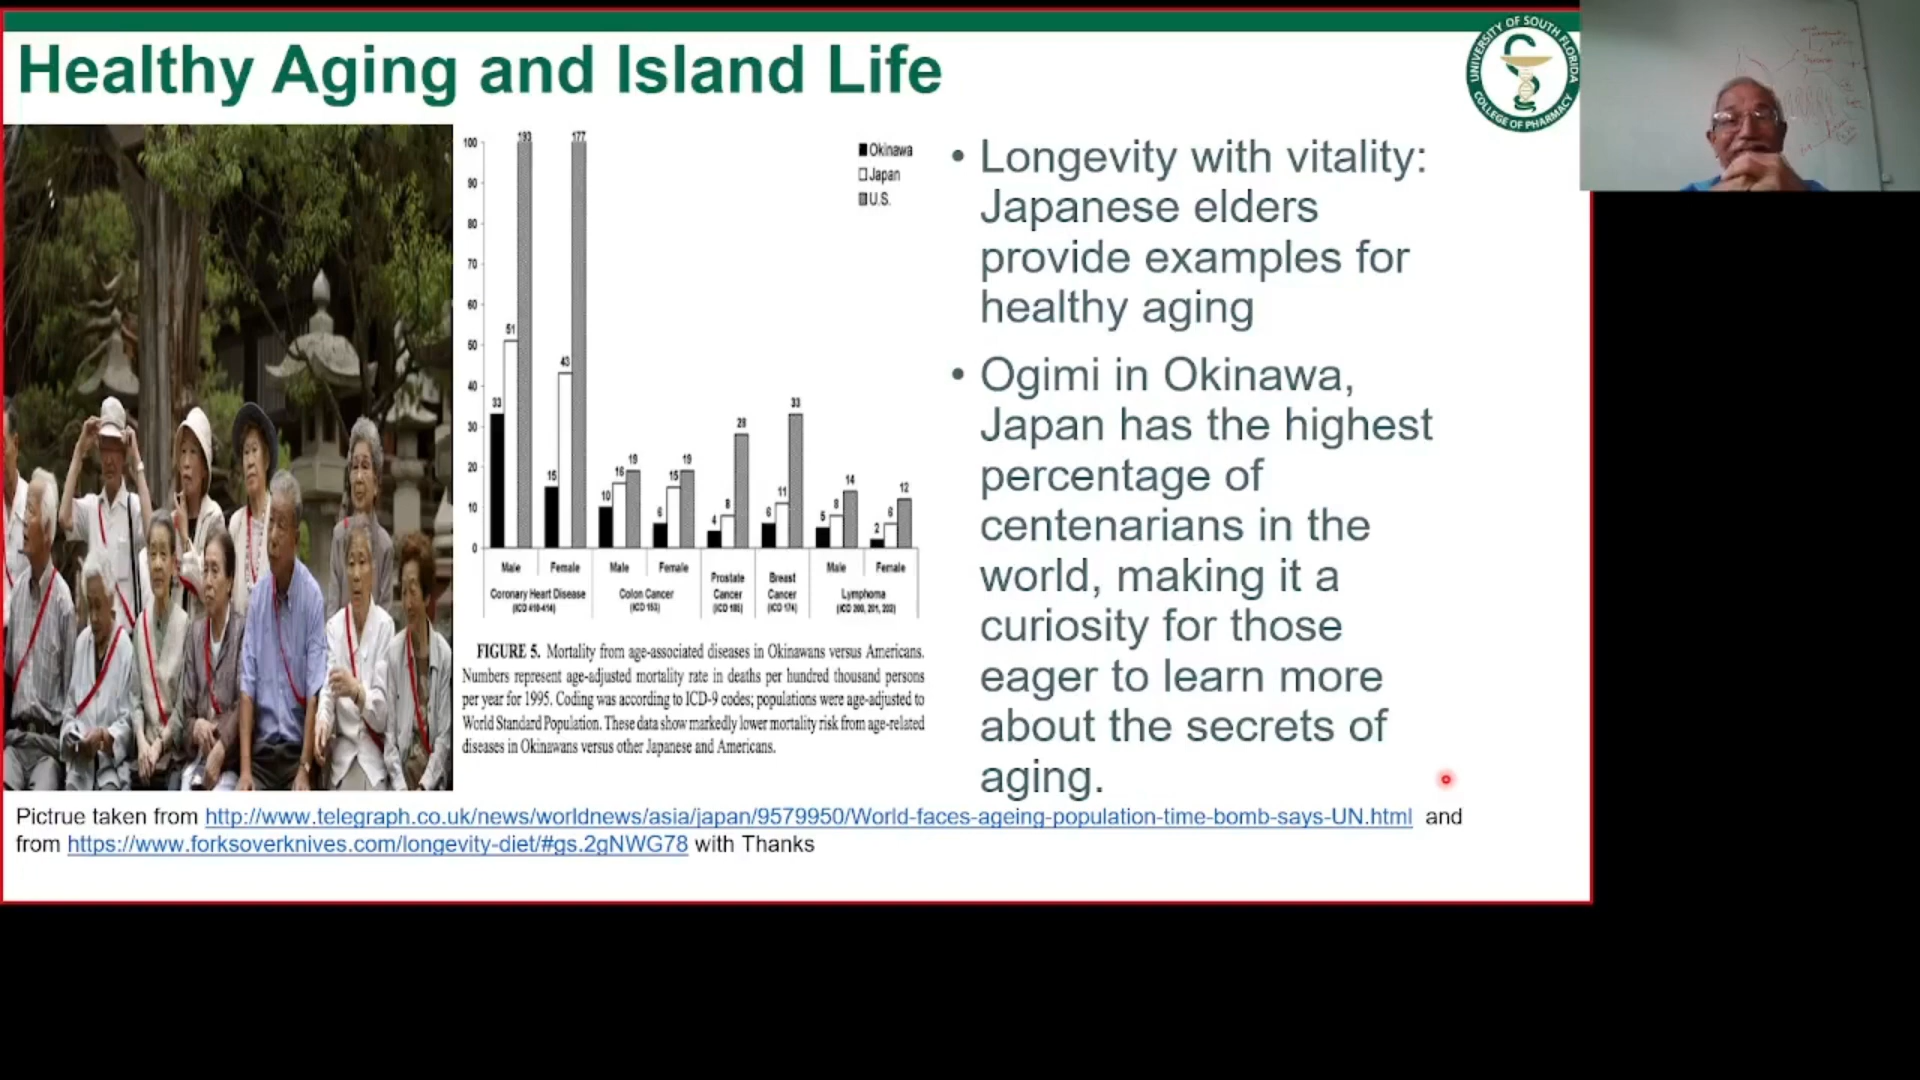 Healthy Aging and Island Life
UNIVERSITY OF SOUTH FLORIDA
COLLEGE OF PHARMACY
193
177
100
90
80
70
60
50
40
30
20
10
0
Okinawa
Japan
U.S.
33
51
15
43
10
16
19
6
15
19
4
8
28
6
11
33
5
8
14
2
6
12
Male Female Male Female Male Female
Prostate Cancer (ICD 185)
Breast Cancer (ICD 174)
Coronary Heart Disease
(ICD 410-414)
Colon Cancer
(ICD 153)
Lymphoma
(ICD 200, 201, 202)
FIGURE 5. Mortality from age-associated diseases in Okinawans versus Americans.
Numbers represent age-adjusted mortality rate in deaths per hundred thousand persons
per year for 1995. Coding was according to ICD-9 codes; populations were age-adjusted to
World Standard Population. These data show markedly lower mortality risk from age-related
diseases in Okinawans versus other Japanese and Americans.
• Longevity with vitality:
Japanese elders
provide examples for
healthy aging
• Ogimi in Okinawa,
Japan has the highest
percentage of
centenarians in the
world, making it a
curiosity for those
eager to learn more
about the secrets of
aging.
Pictrue taken from http://www.telegraph.co.uk/news/worldnews/asia/japan/9579950/World-faces-ageing-population-time-bomb-says-UN.html and
from https://www.forksoverknives.com/longevity-diet/#gs.2gNWG78 with Thanks